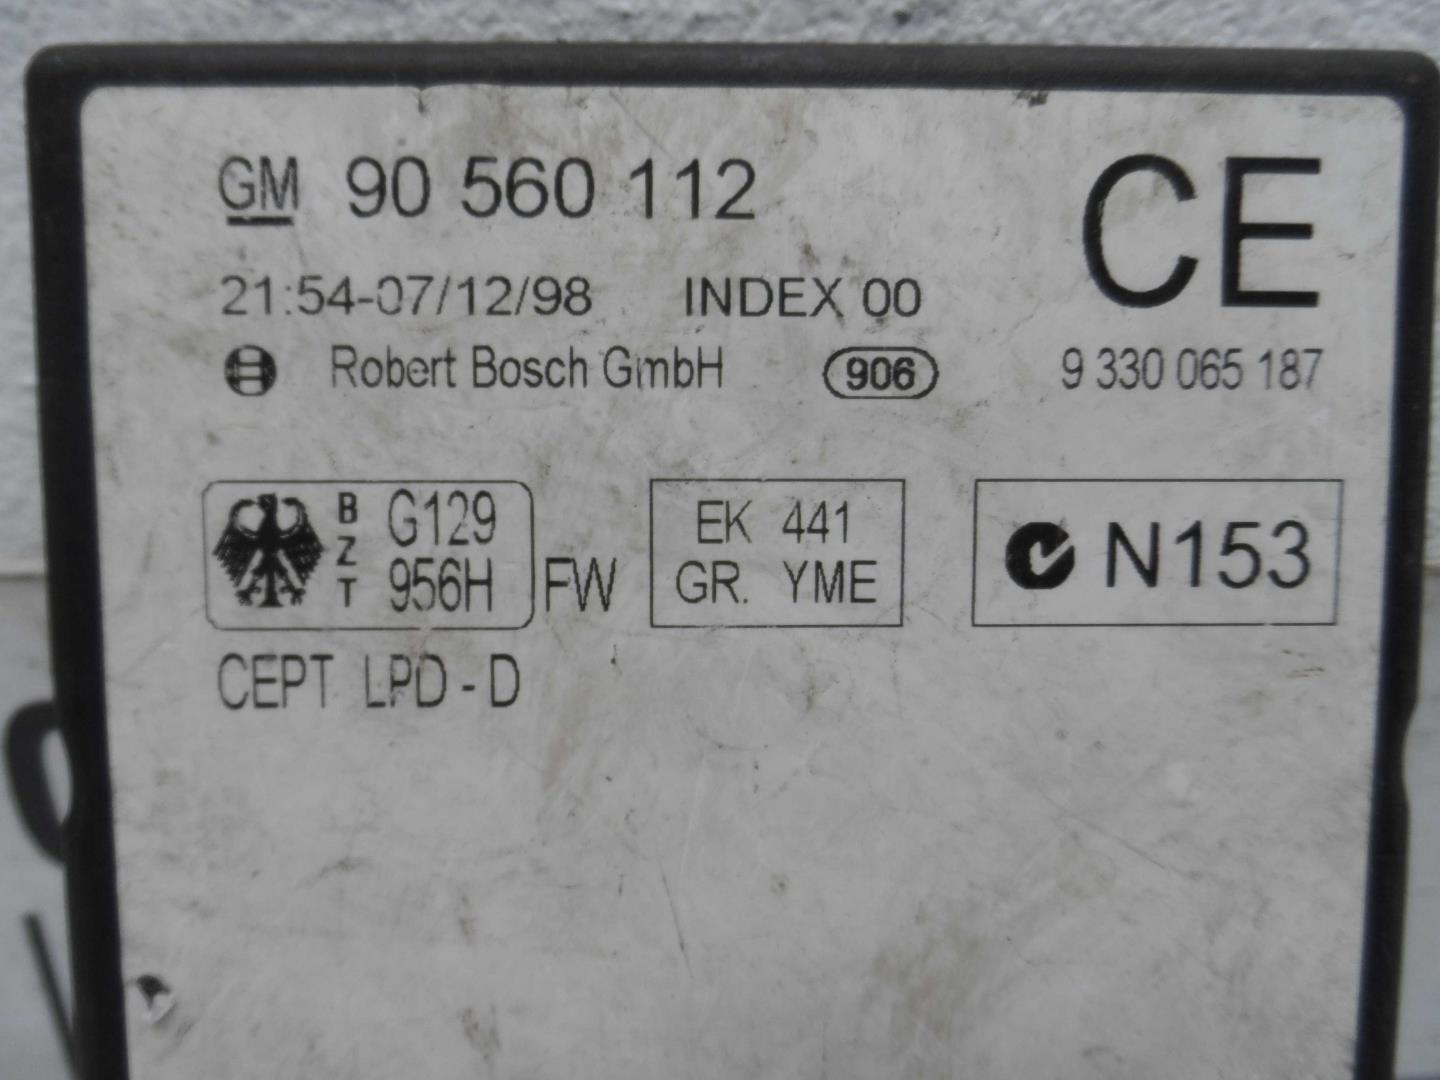 GM 90 560 112
CE
21:54-07/12/98 INDEX 00
Robert Bosch GmbH 906 9 330 065 187
BZT G129 956H FW
EK 441
GR. YME
N153
CEPT LPD - D